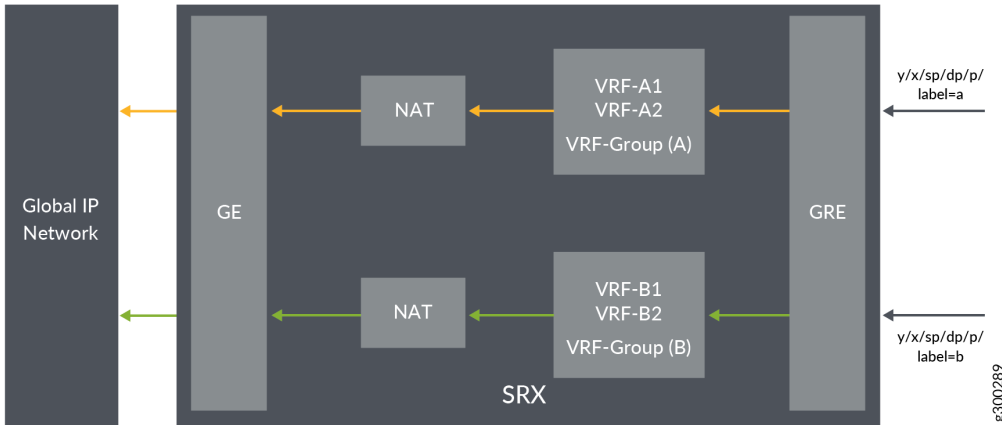 Global IP
Network
GE
NAT
VRF-A1
VRF-A2
VRF-Group (A)
NAT
VRF-B1
VRF-B2
VRF-Group (B)
GRE
SRX
y/x/sp/dp/p/
label=a
y/x/sp/dp/p/
label=b
g300289